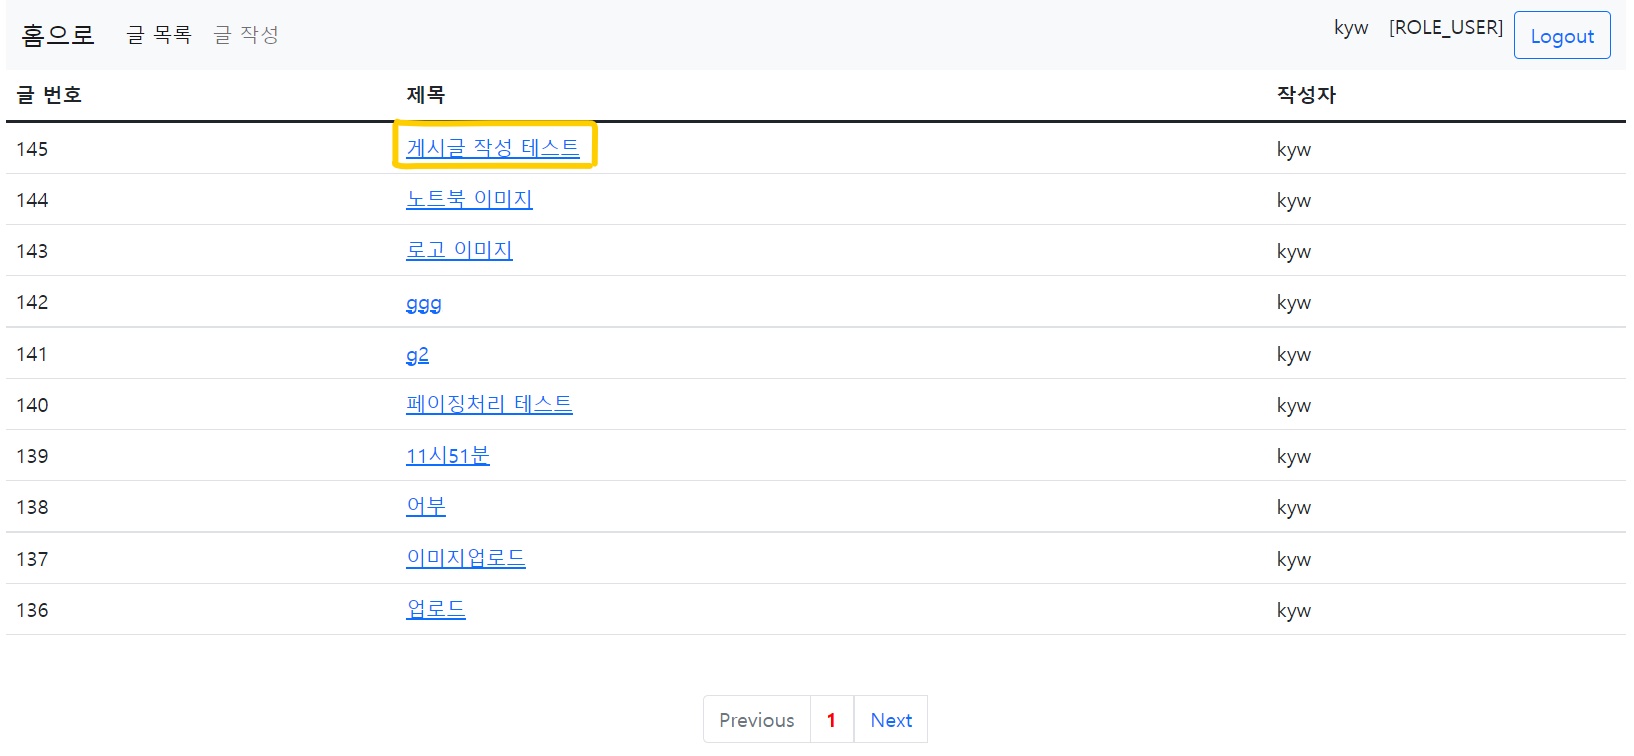 홈으로 글 목록 글 작성 kyw [ROLE_USER] Logout
글 번호 제목 작성자
145 게시글 작성 테스트 kyw
144 노트북 이미지 kyw
143 로고 이미지 kyw
142 ggg kyw
141 g2 kyw
140 페이징처리 테스트 kyw
139 11시51분 kyw
138 어부 kyw
137 이미지업로드 kyw
136 업로드 kyw
Previous 1 Next